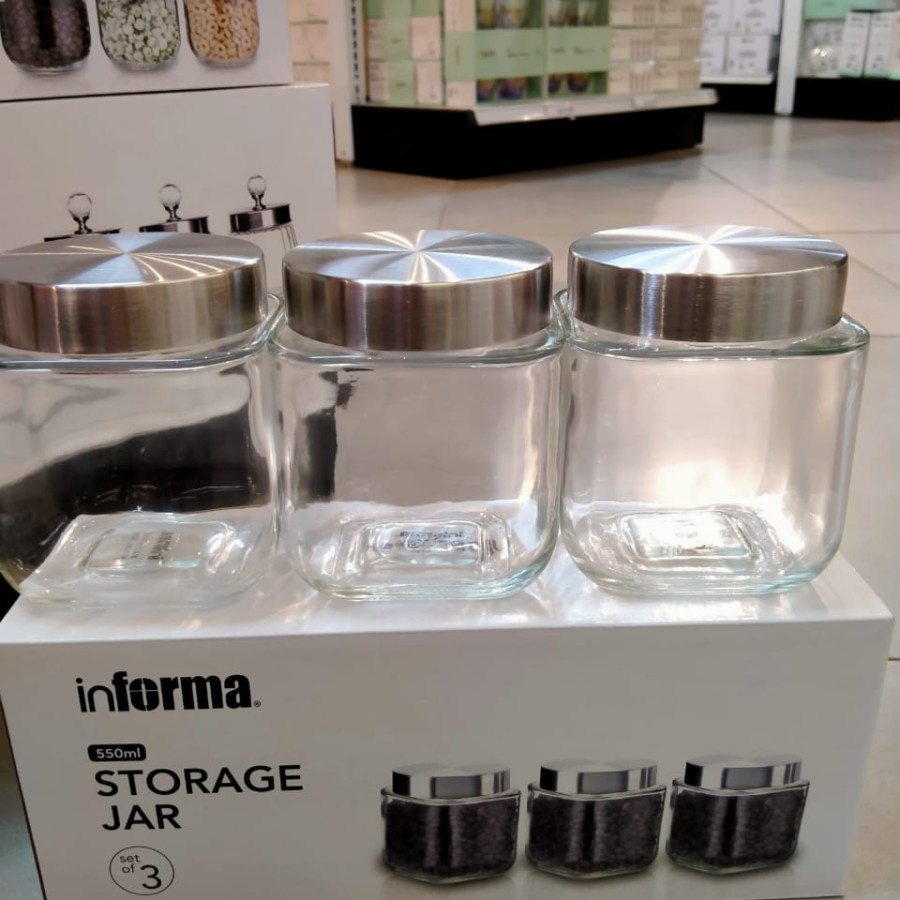 informa
550ml
STORAGE
JAR
set
of 3